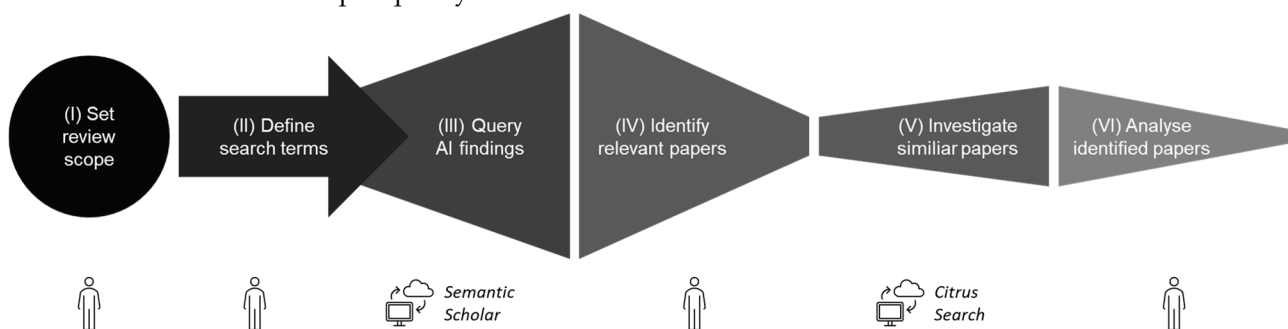 (I) Set
review
scope
(II) Define
search terms
(III) Query
AI findings
(IV) Identify
relevant papers
(V) Investigate
similiar papers
(VI) Analyse
identified papers
Semantic
Scholar
Citrus
Search